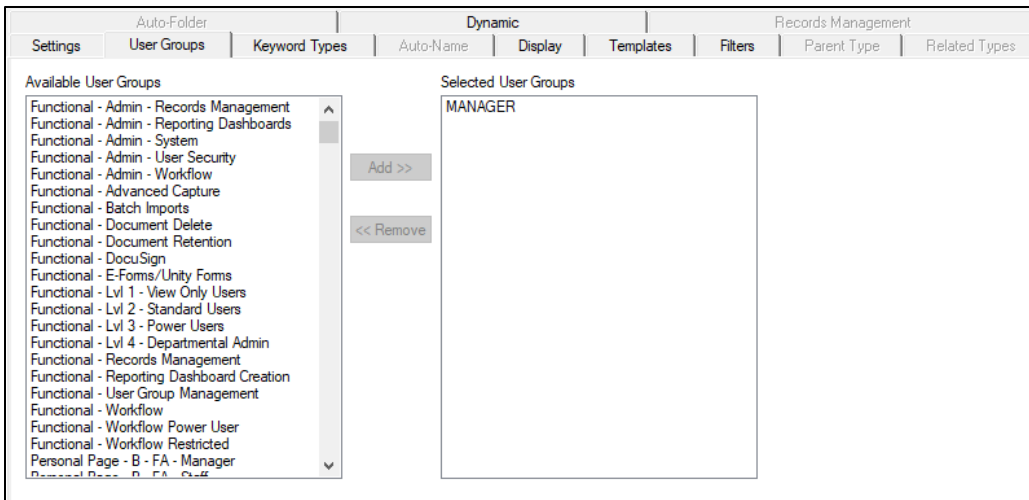 Auto-Folder Dynamic Records Management
Settings User Groups Keyword Types Auto-Name Display Templates Filters Parent Type Related Types
Available User Groups Selected User Groups
Functional - Admin - Records Management MANAGER
Functional - Admin - Reporting Dashboards
Functional - Admin - System
Functional - Admin - User Security
Functional - Admin - Workflow
Add >>
Functional - Advanced Capture
Functional - Batch Imports
Functional - Document Delete
<< Remove
Functional - Document Retention
Functional - DocuSign
Functional - E-Forms/Unity Forms
Functional - Lvl 1 - View Only Users
Functional - Lvl 2 - Standard Users
Functional - Lvl 3 - Power Users
Functional - Lvl 4 - Departmental Admin
Functional - Records Management
Functional - Reporting Dashboard Creation
Functional - User Group Management
Functional - Workflow
Functional - Workflow Power User
Functional - Workflow Restricted
Personal Page - B - FA - Manager
Personal Page - B - FA - Staff